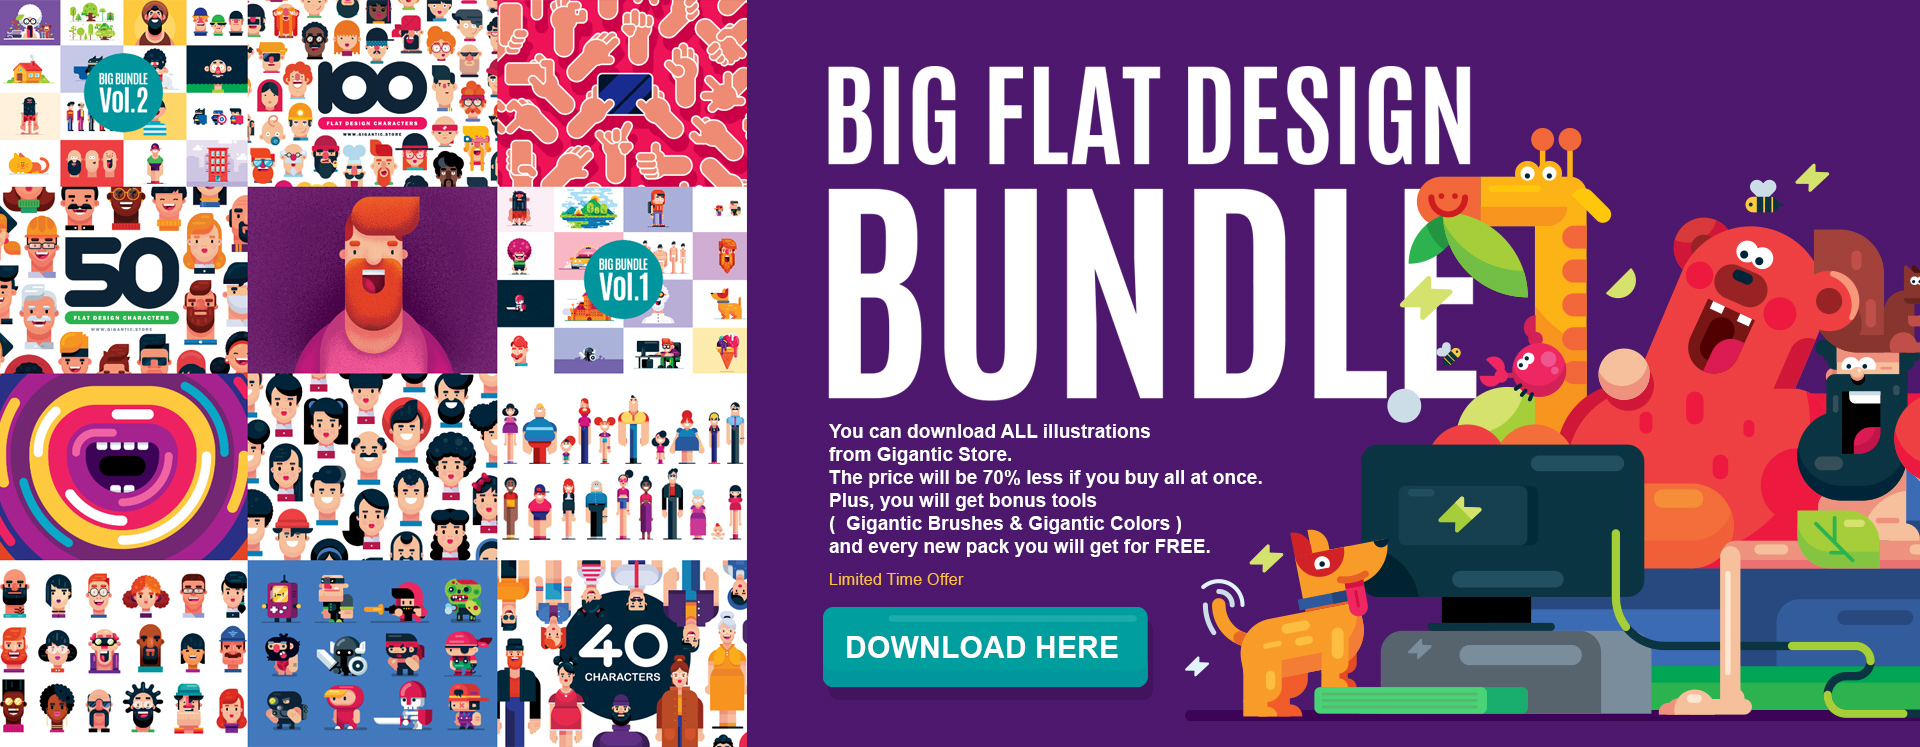 BIG BUNDLE
Vol.2
100
FLAT DESIGN CHARACTERS
WWW.GIGANTIC.STORE
50
FLAT DESIGN CHARACTERS
WWW.GIGANTIC.STORE
BIG BUNDLE
Vol.1
40
CHARACTERS
BIG FLAT DESIGN
BUNDLE
You can download ALL illustrations
from Gigantic Store.
The price will be 70% less if you buy all at once.
Plus, you will get bonus tools
(  Gigantic Brushes & Gigantic Colors )
and every new pack you will get for FREE.
Limited Time Offer
DOWNLOAD HERE